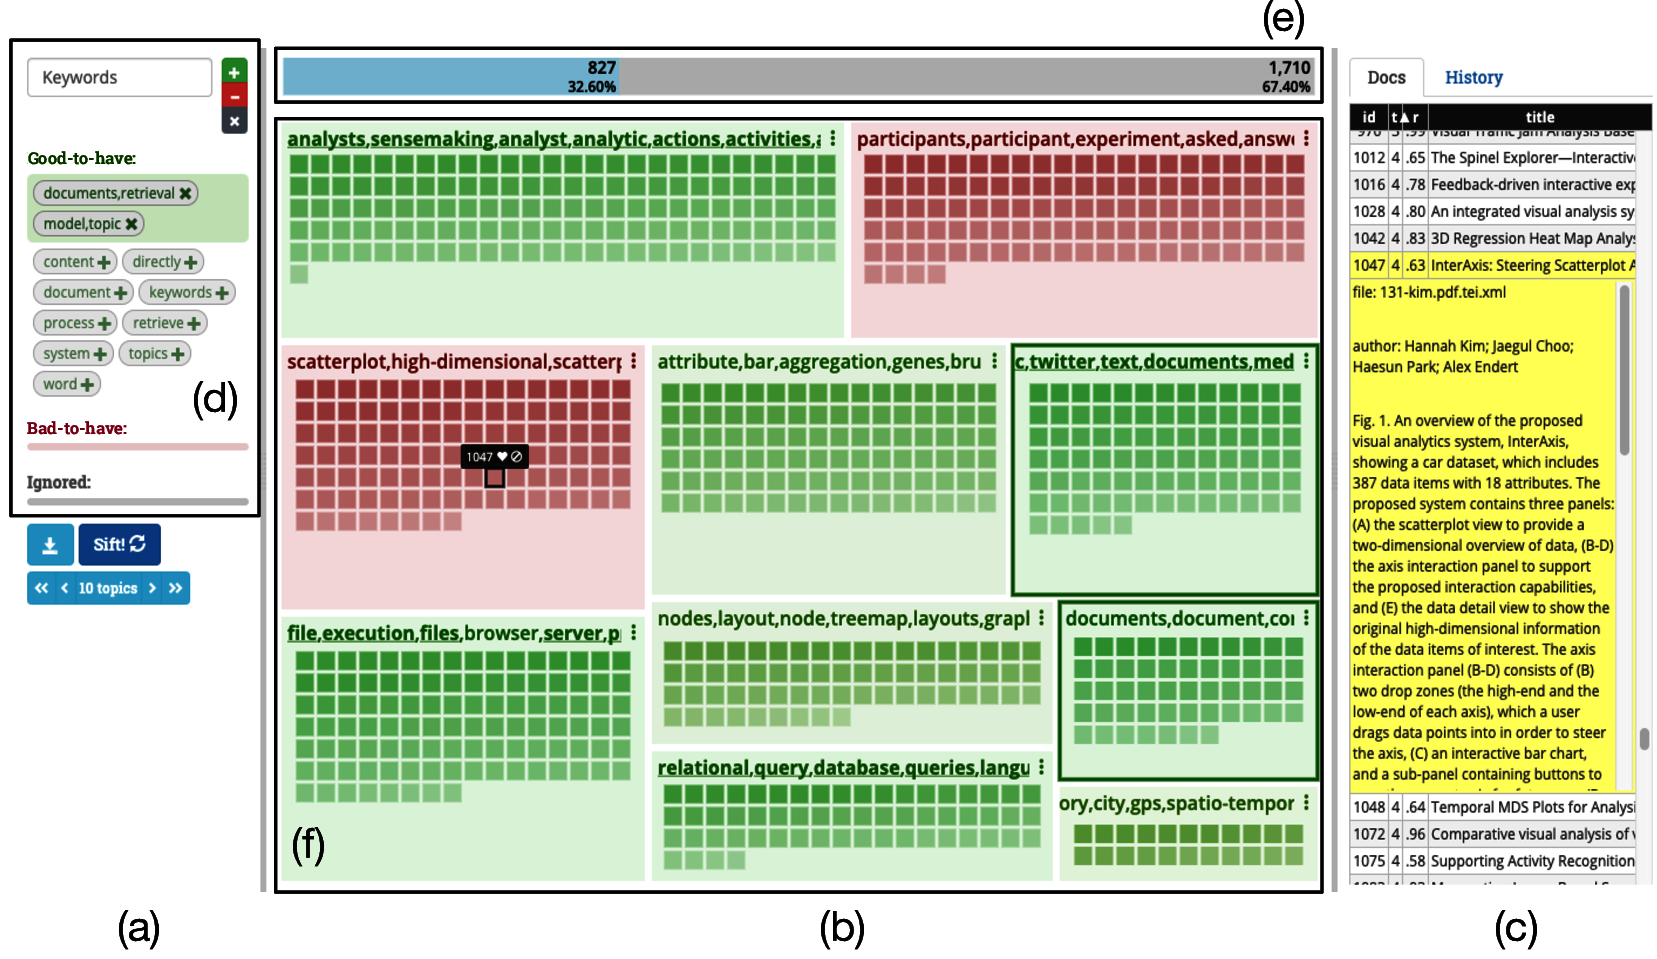 (e)
Keywords
+
−
×
Good-to-have:
documents,retrieval ✖
model,topic ✖
content + directly +
document + keywords +
process + retrieve +
system + topics +
word +
(d)
Bad-to-have:
Ignored:
Sift!
« ‹ 10 topics › »
827
32.60%
1,710
67.40%
analysts,sensemaking,analyst,analytic,actions,activities,
participants,participant,experiment,asked,answ
scatterplot,high-dimensional,scatterp
1047
attribute,bar,aggregation,genes,bru
c,twitter,text,documents,med
file,execution,files,browser,server,p
nodes,layout,node,treemap,layouts,grapl
documents,document,co
relational,query,database,queries,langu
ory,city,gps,spatio-tempor
(f)
Docs History
id t▲r title
976 3 .99 Visual Traffic Jam Analysis Base
1012 4 .65 The Spinel Explorer—Interactiv
1016 4 .78 Feedback-driven interactive exp
1028 4 .80 An integrated visual analysis sy
1042 4 .83 3D Regression Heat Map Analys
1047 4 .63 InterAxis: Steering Scatterplot A
file: 131-kim.pdf.tei.xml
author: Hannah Kim; Jaegul Choo;
Haesun Park; Alex Endert
Fig. 1. An overview of the proposed
visual analytics system, InterAxis,
showing a car dataset, which includes
387 data items with 18 attributes. The
proposed system contains three panels:
(A) the scatterplot view to provide a
two-dimensional overview of data, (B-D)
the axis interaction panel to support
the proposed interaction capabilities,
and (E) the data detail view to show the
original high-dimensional information
of the data items of interest. The axis
interaction panel (B-D) consists of (B)
two drop zones (the high-end and the
low-end of each axis), which a user
drags data points into in order to steer
the axis, (C) an interactive bar chart,
and a sub-panel containing buttons to
1048 4 .64 Temporal MDS Plots for Analysi
1072 4 .96 Comparative visual analysis of v
1075 4 .58 Supporting Activity Recognition
(a)
(b)
(c)